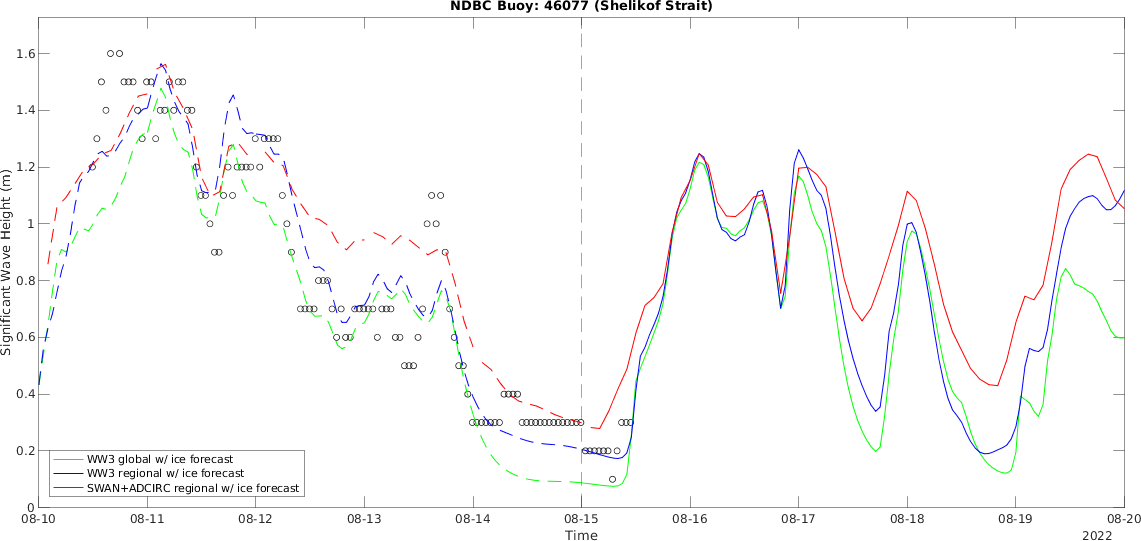 NDBC Buoy: 46077 (Shelikof Strait)
Significant Wave Height (m)
1.6
1.4
1.2
1
0.8
0.6
0.4
0.2
0
WW3 global w/ ice forecast
WW3 regional w/ ice forecast
SWAN+ADCIRC regional w/ ice forecast
08-10 08-11 08-12 08-13 08-14 08-15 08-16 08-17 08-18 08-19 08-20
Time
2022